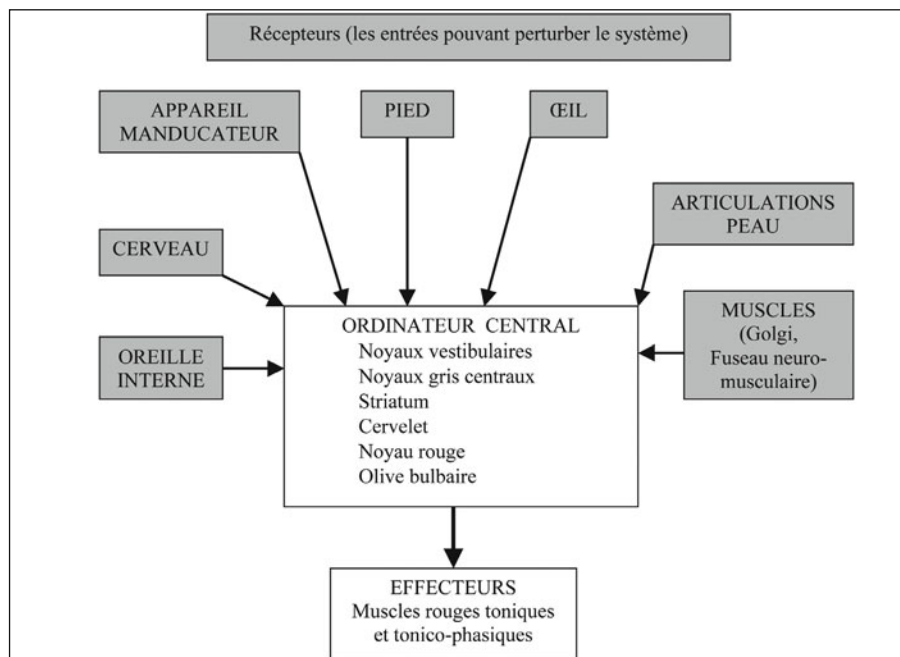 Récepteurs (les entrées pouvant perturber le système)
APPAREIL
MANDUCATEUR
PIED
ŒIL
ARTICULATIONS
PEAU
CERVEAU
OREILLE
INTERNE
MUSCLES
(Golgi,
Fuseau neuro-
musculaire)
ORDINATEUR CENTRAL
Noyaux vestibulaires
Noyaux gris centraux
Striatum
Cervelet
Noyau rouge
Olive bulbaire
EFFECTEURS
Muscles rouges toniques
et tonico-phasiques